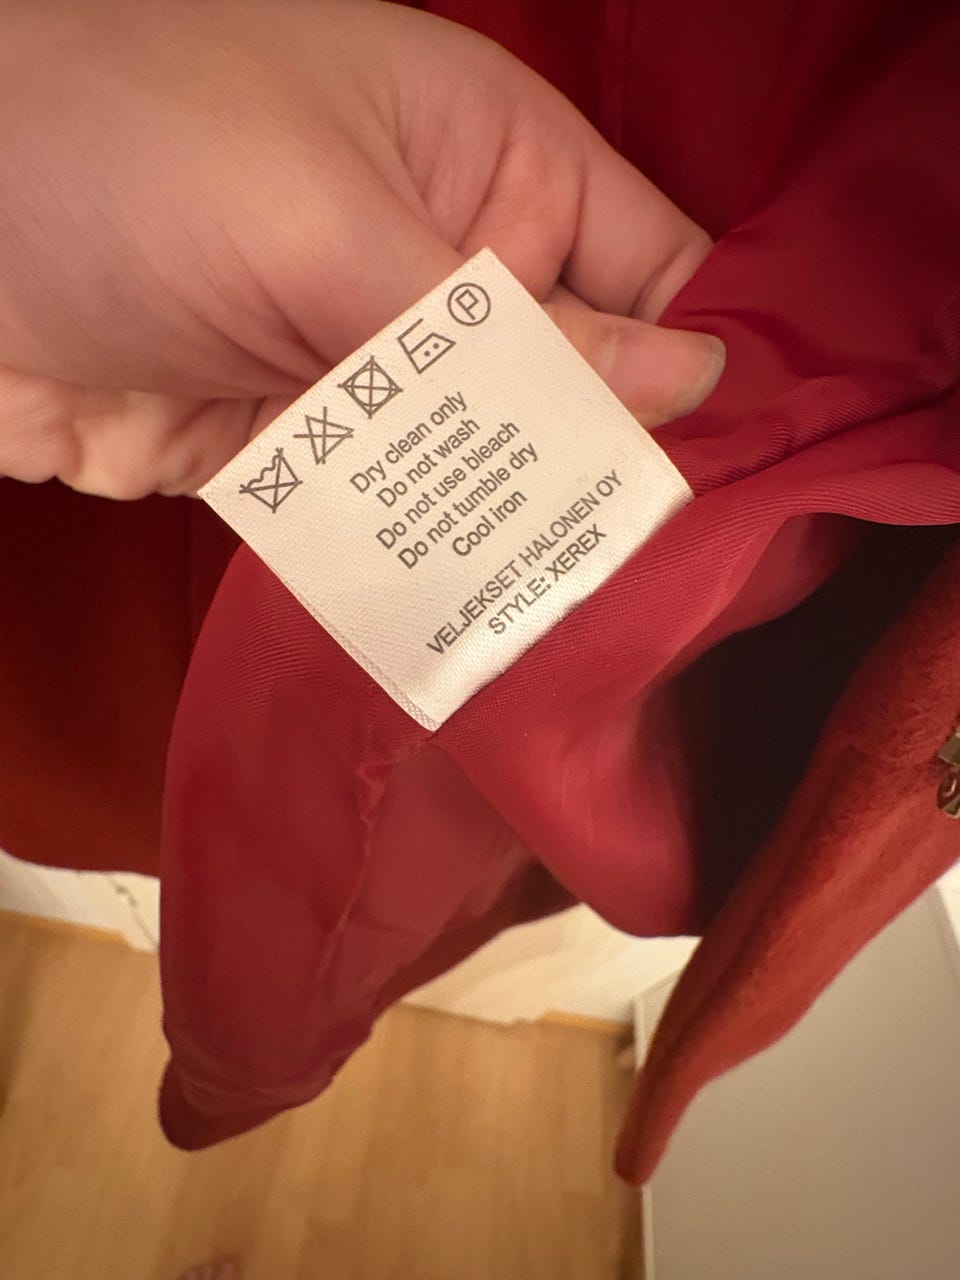 P
Dry clean only
Do not wash
Do not use bleach
Do not tumble dry
Cool iron
VELJEKSET HALONEN OY
STYLE: XEREX